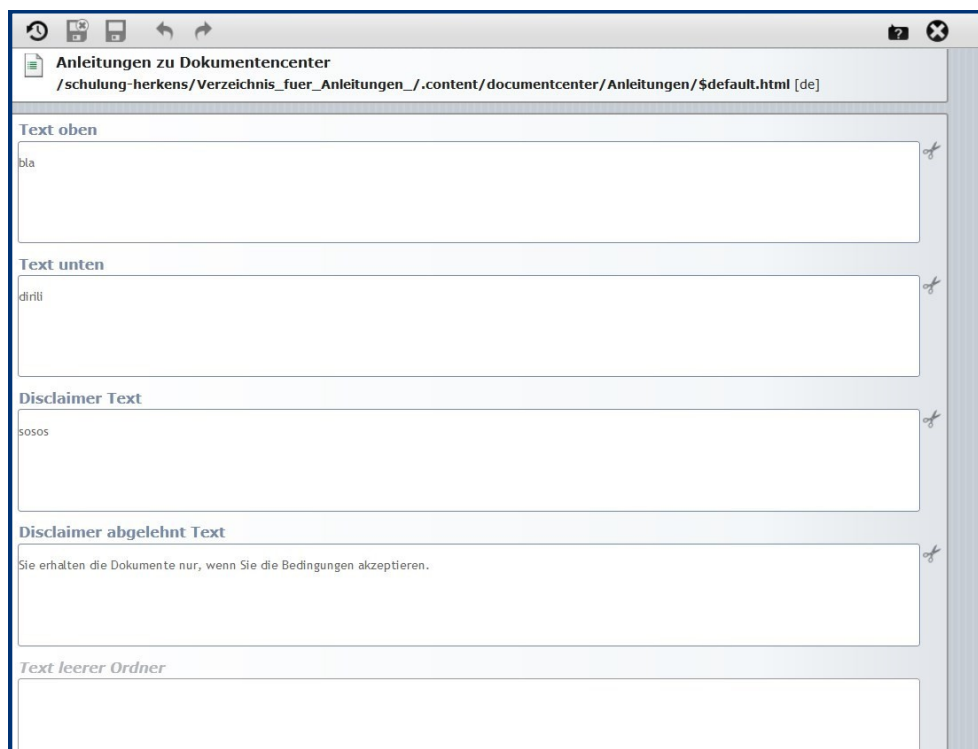 Anleitungen zu Dokumentencenter
/schulung-herkens/Verzeichnis_fuer_Anleitungen_/.content/documentcenter/Anleitungen/$default.html [de]
Text oben
bla
Text unten
dirili
Disclaimer Text
sosos
Disclaimer abgelehnt Text
Sie erhalten die Dokumente nur, wenn Sie die Bedingungen akzeptieren.
Text leerer Ordner